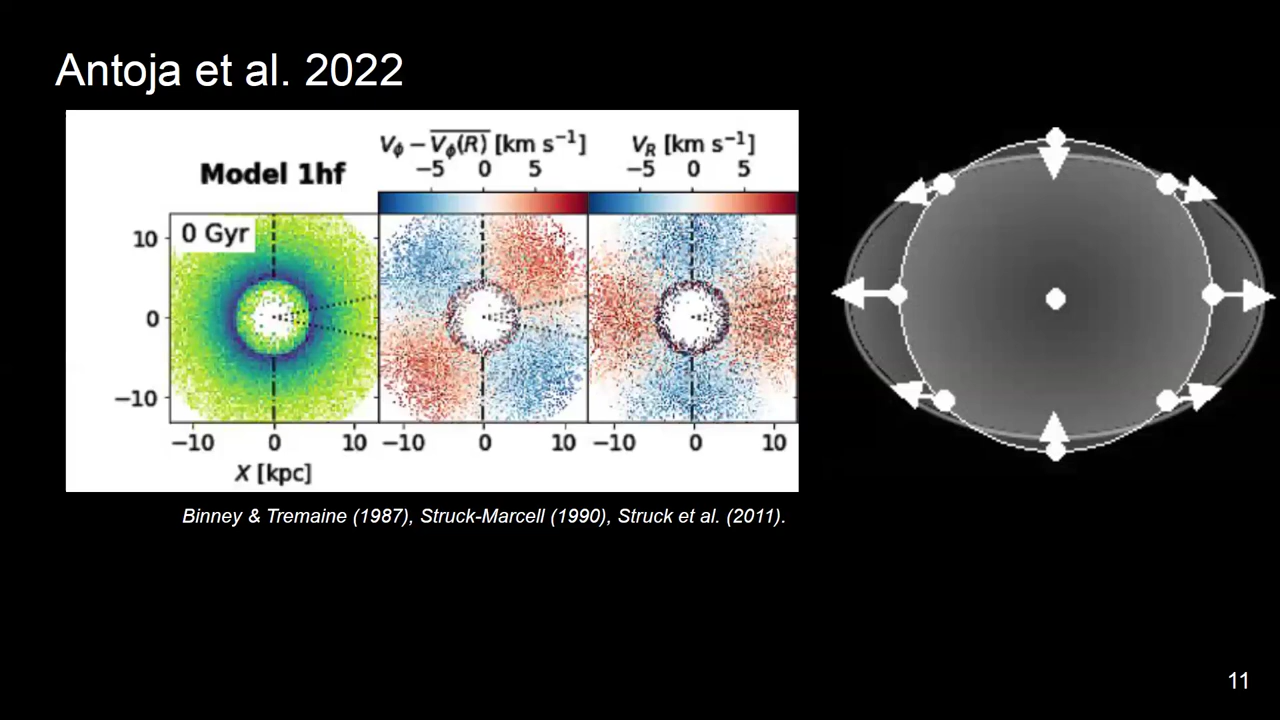 Antoja et al. 2022
Model 1hf
V_ϕ − \overline{V_ϕ(R)} [km s⁻¹]
V_R [km s⁻¹]
−5 0 5
−5 0 5
0 Gyr
10
0
−10
−10 0 10
−10 0 10
−10 0 10
X [kpc]
Binney & Tremaine (1987), Struck-Marcell (1990), Struck et al. (2011).
11